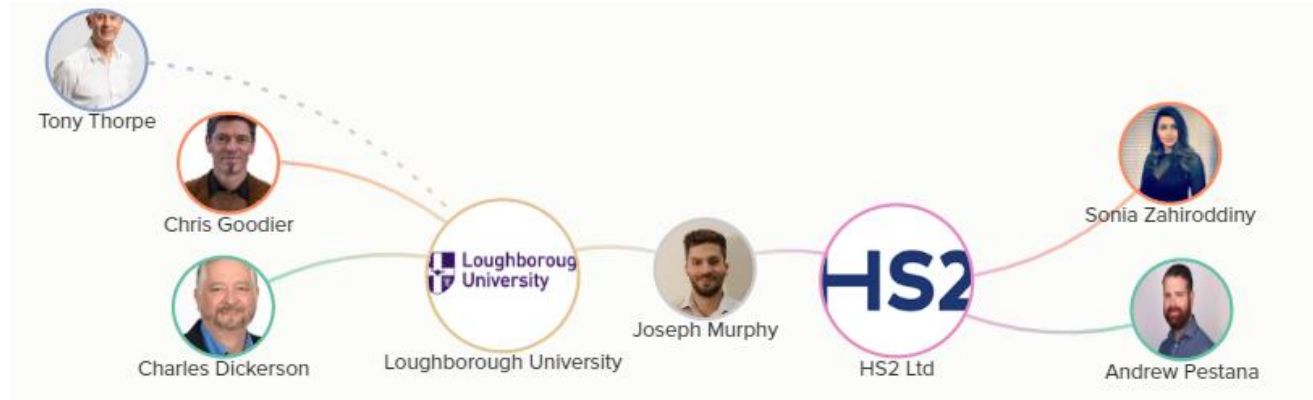 Tony Thorpe
Chris Goodier
Charles Dickerson
Loughboroug
University
Loughborough University
Joseph Murphy
HS2
HS2 Ltd
Sonia Zahiroddiny
Andrew Pestana